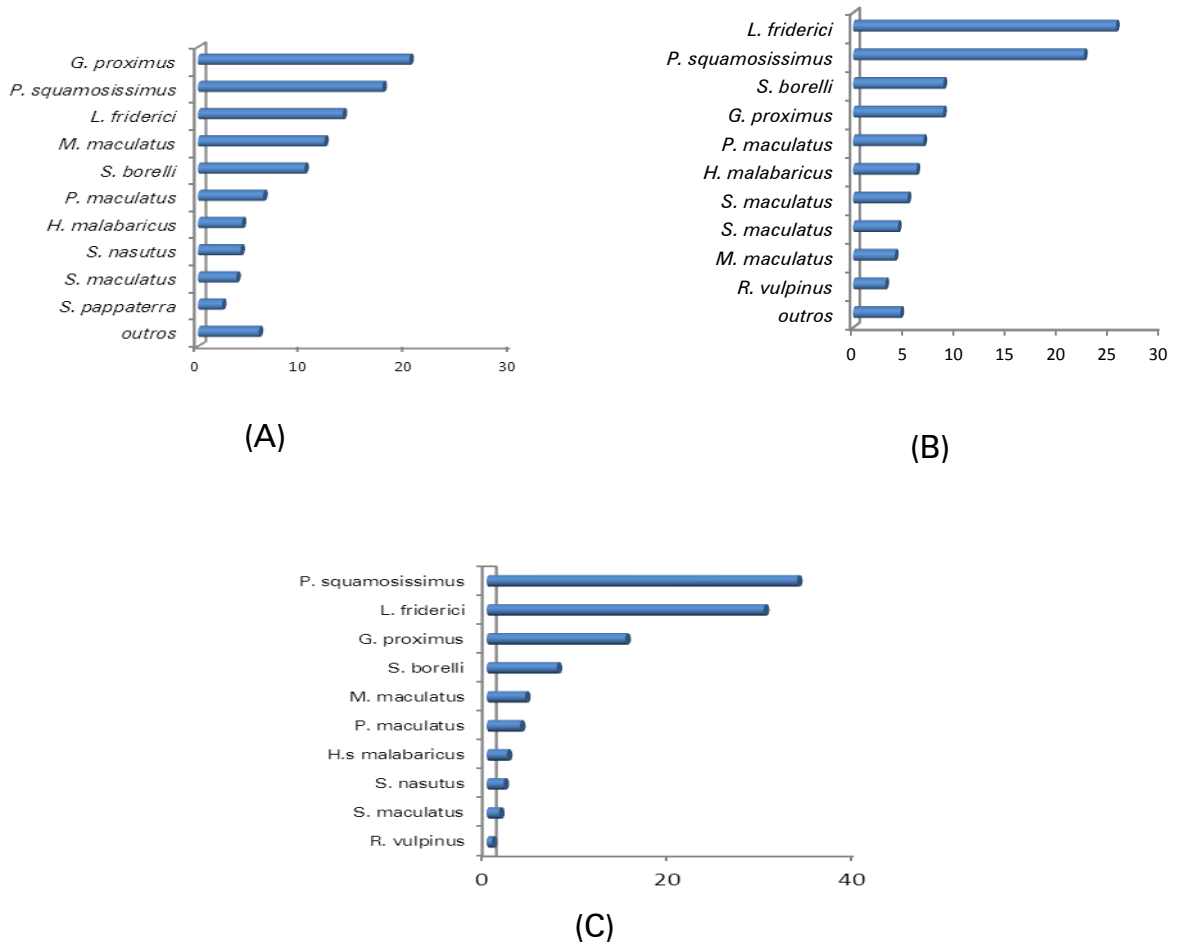 G. proximus
P. squamosissimus
L. friderici
M. maculatus
S. borelli
P. maculatus
H. malabaricus
S. nasutus
S. maculatus
S. pappaterra
outros
0 10 20 30
(A)
L. friderici
P. squamosissimus
S. borelli
G. proximus
P. maculatus
H. malabaricus
S. maculatus
S. maculatus
M. maculatus
R. vulpinus
outros
0 5 10 15 20 25 30
(B)
P. squamosissimus
L. friderici
G. proximus
S. borelli
M. maculatus
P. maculatus
H.s malabaricus
S. nasutus
S. maculatus
R. vulpinus
0 20 40
(C)